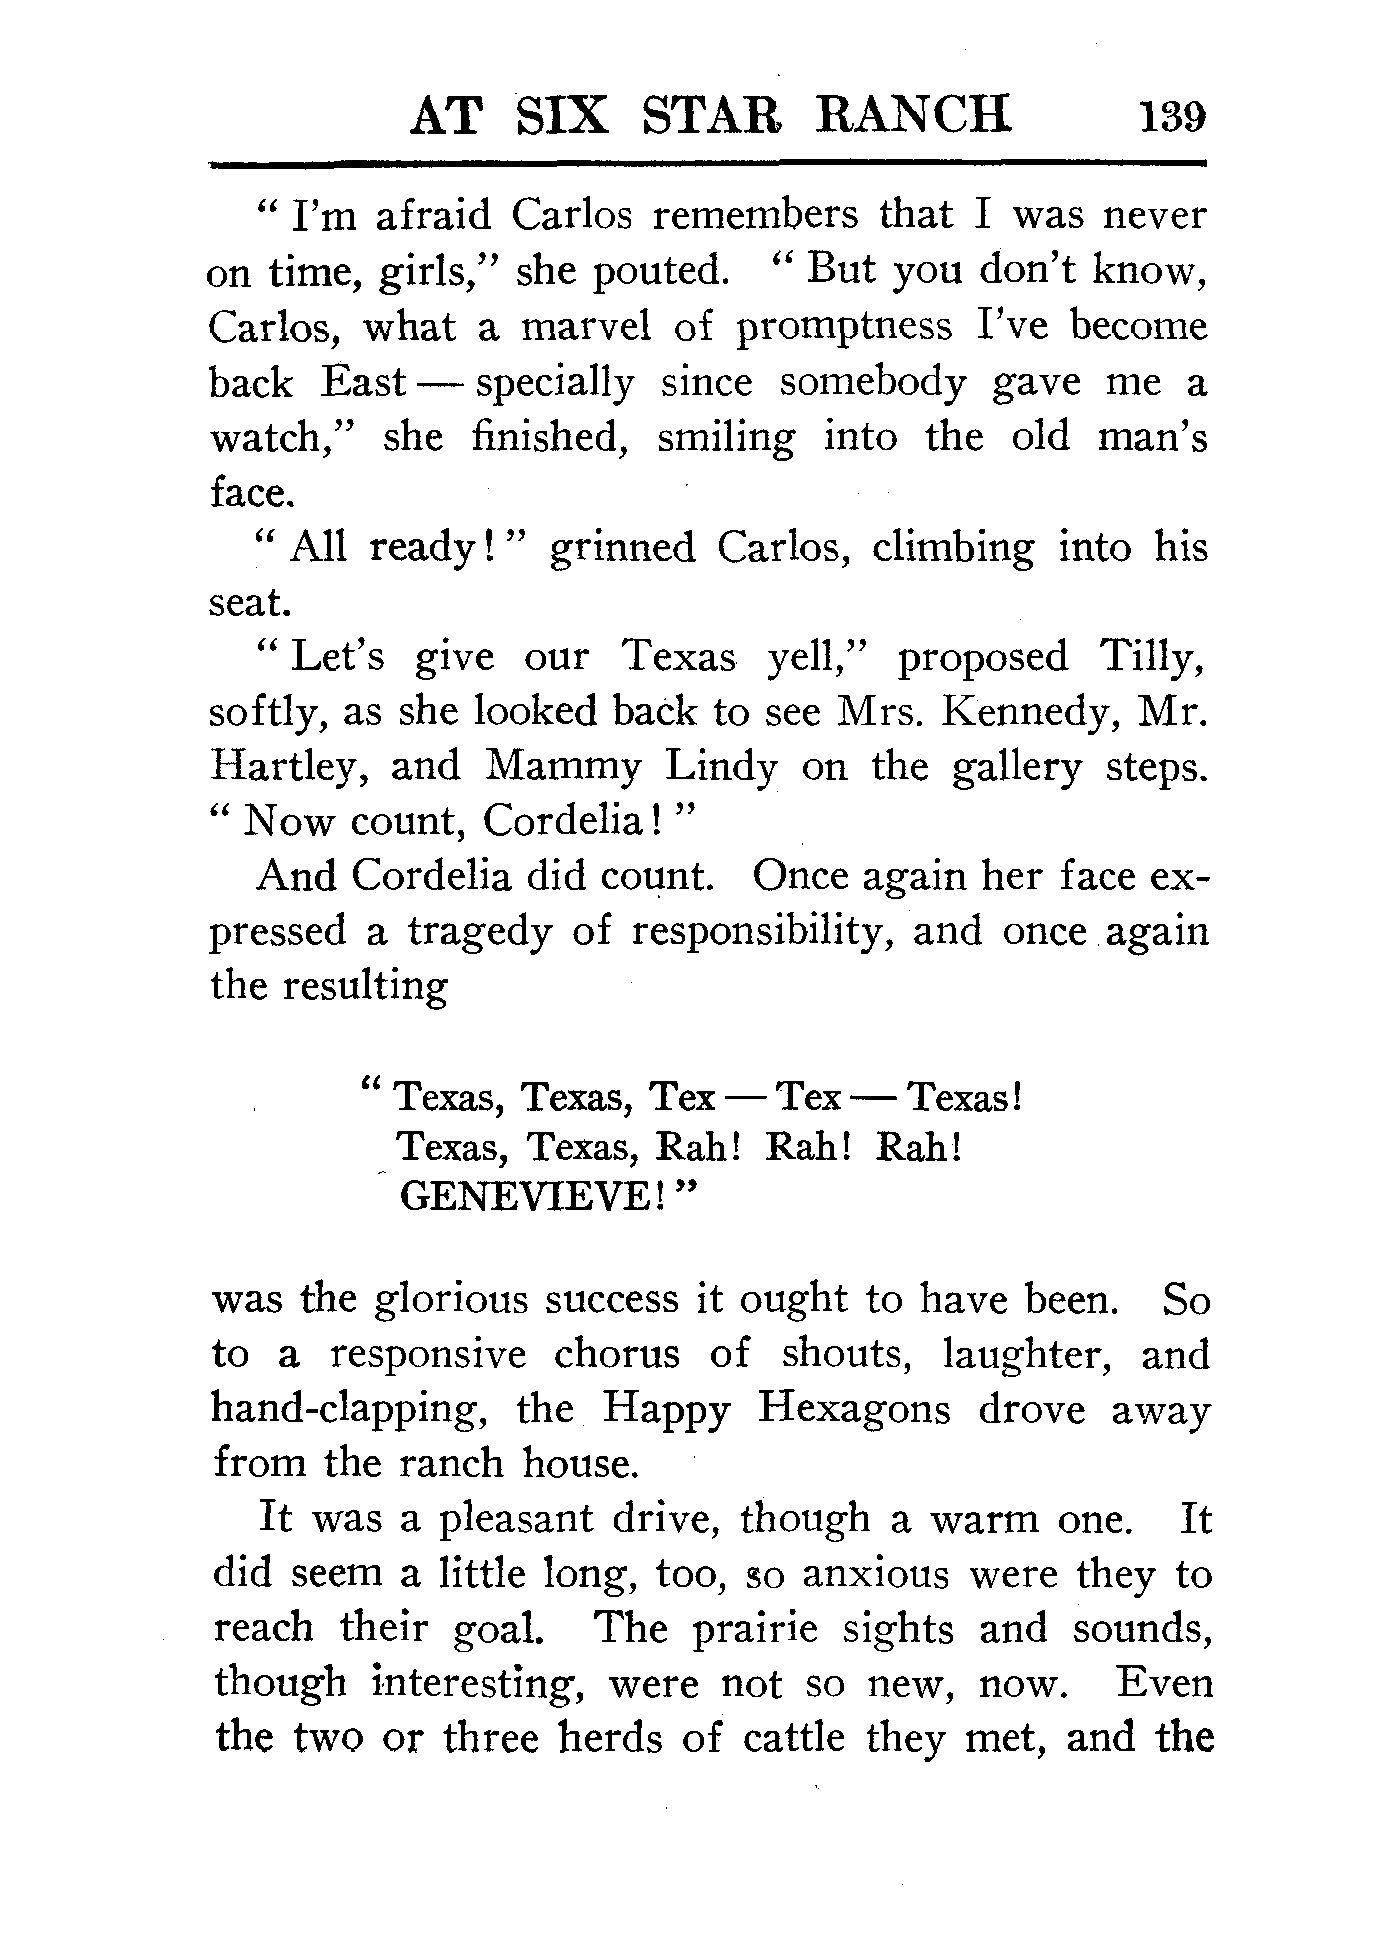 AT SIX STAR RANCH 139
“ I’m afraid Carlos remembers that I was never
on time, girls,” she pouted. “ But you don’t know,
Carlos, what a marvel of promptness I’ve become
back East — specially since somebody gave me a
watch,” she finished, smiling into the old man’s
face.
“ All ready! ” grinned Carlos, climbing into his
seat.
“ Let’s give our Texas yell,” proposed Tilly,
softly, as she looked back to see Mrs. Kennedy, Mr.
Hartley, and Mammy Lindy on the gallery steps.
“ Now count, Cordelia! ”
And Cordelia did count. Once again her face ex-
pressed a tragedy of responsibility, and once again
the resulting
“ Texas, Texas, Tex — Tex — Texas!
Texas, Texas, Rah! Rah! Rah!
GENEVIEVE! ”
was the glorious success it ought to have been. So
to a responsive chorus of shouts, laughter, and
hand-clapping, the Happy Hexagons drove away
from the ranch house.
It was a pleasant drive, though a warm one. It
did seem a little long, too, so anxious were they to
reach their goal. The prairie sights and sounds,
though interesting, were not so new, now. Even
the two or three herds of cattle they met, and the